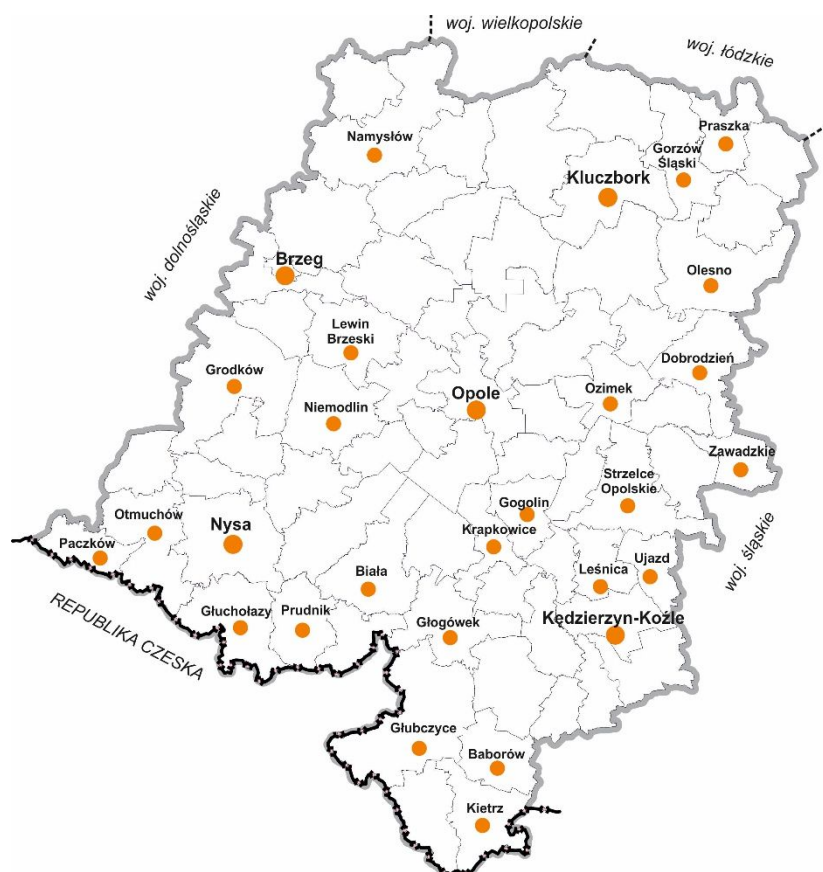 woj. wielkopolskie
woj. łódzkie
Praszka
Namysłów
Gorzów
Śląski
Kluczbork
woj. dolnośląskie
Brzeg
Olesno
Lewin
Brzeski
Dobrodzień
Grodków
Opole
Ozimek
Niemodlin
Zawadzkie
Strzelce
Opolskie
Gogolin
Otmuchów
Nysa
Krapkowice
woj. śląskie
Paczków
Leśnica
Ujazd
Biała
REPUBLIKA CZESKA
Głuchołazy
Prudnik
Głogówek
Kędzierzyn-Koźle
Głubczyce
Baborów
Kietrz